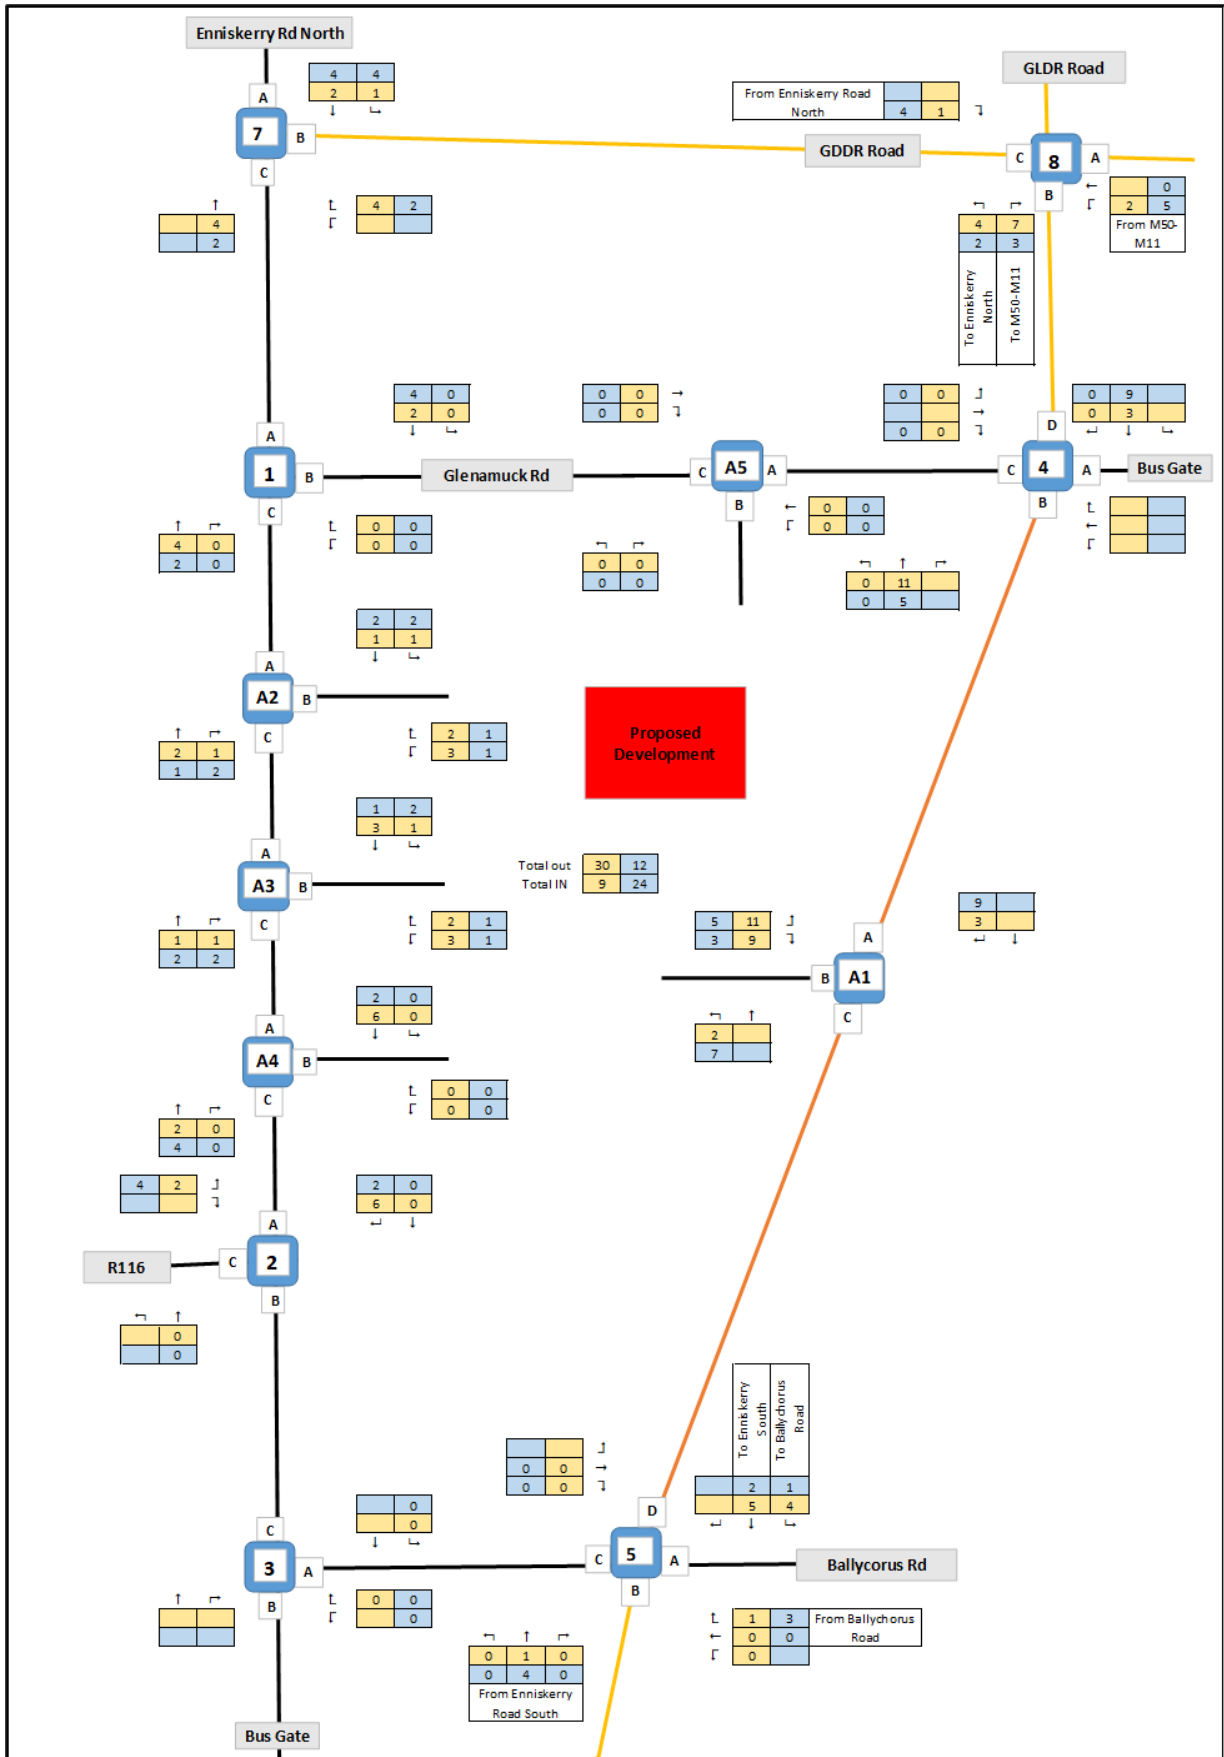 Enniskerry Rd North
4 4
2 1
↓ ↳
A
7 B
C
GLDR Road
From Enniskerry Road
North 4 1 ↴
GDDR Road
C 8 A
B
↑
4
2
↰ 4 2
↱
↰ ↱
4 7
2 3
To Enniskerry
North
To M50-M11
← 0
↱ 2 5
From M50-
M11
4 0
2 0
↓ ↳
0 0 →
0 0 ↴
0 0 ↲
→
0 0 ↴
0 9
0 3
↵ ↓ ↳
A
1 B
C
Glenamuck Rd
C A5 A
B
D
C 4 A
B
Bus Gate
↑ ↱
4 0
2 0
0 0
0 0
↰ ↱
0 0
0 0
← 0 0
0 0
↰ ↑ ↱
0 11
0 5
2 2
1 1
↓ ↳
A
A2 B
C
Proposed
Development
↑ ↱
2 1
1 2
2 1
3 1
1 2
3 1
↓ ↳
A
A3 B
C
Total out 30 12
Total IN 9 24
↑ ↱
1 1
2 2
2 1
3 1
5 11
3 9
9
3
↵ ↓
A
B A1
C
↰ ↑
2
7
2 0
6 0
↓ ↳
A
A4 B
C
↑ ↱
2 0
4 0
0 0
0 0
4 2
2 0
6 0
↵ ↓
A
R116
C 2
B
↰ ↑
0
0
To Enniskerry
South
To Ballychorus
Road
0 0 →
0 0 ↴
2 1
5 4
↵ ↓ ↳
0
0
↓ ↳
C
3 A
B
D
C 5 A
B
Ballycorus Rd
↑ ↱
0 0
0
↰ ↑ ↱
0 1 0
0 4 0
From Enniskerry
Road South
1 3 From Ballychorus
← 0 0 Road
0
Bus Gate